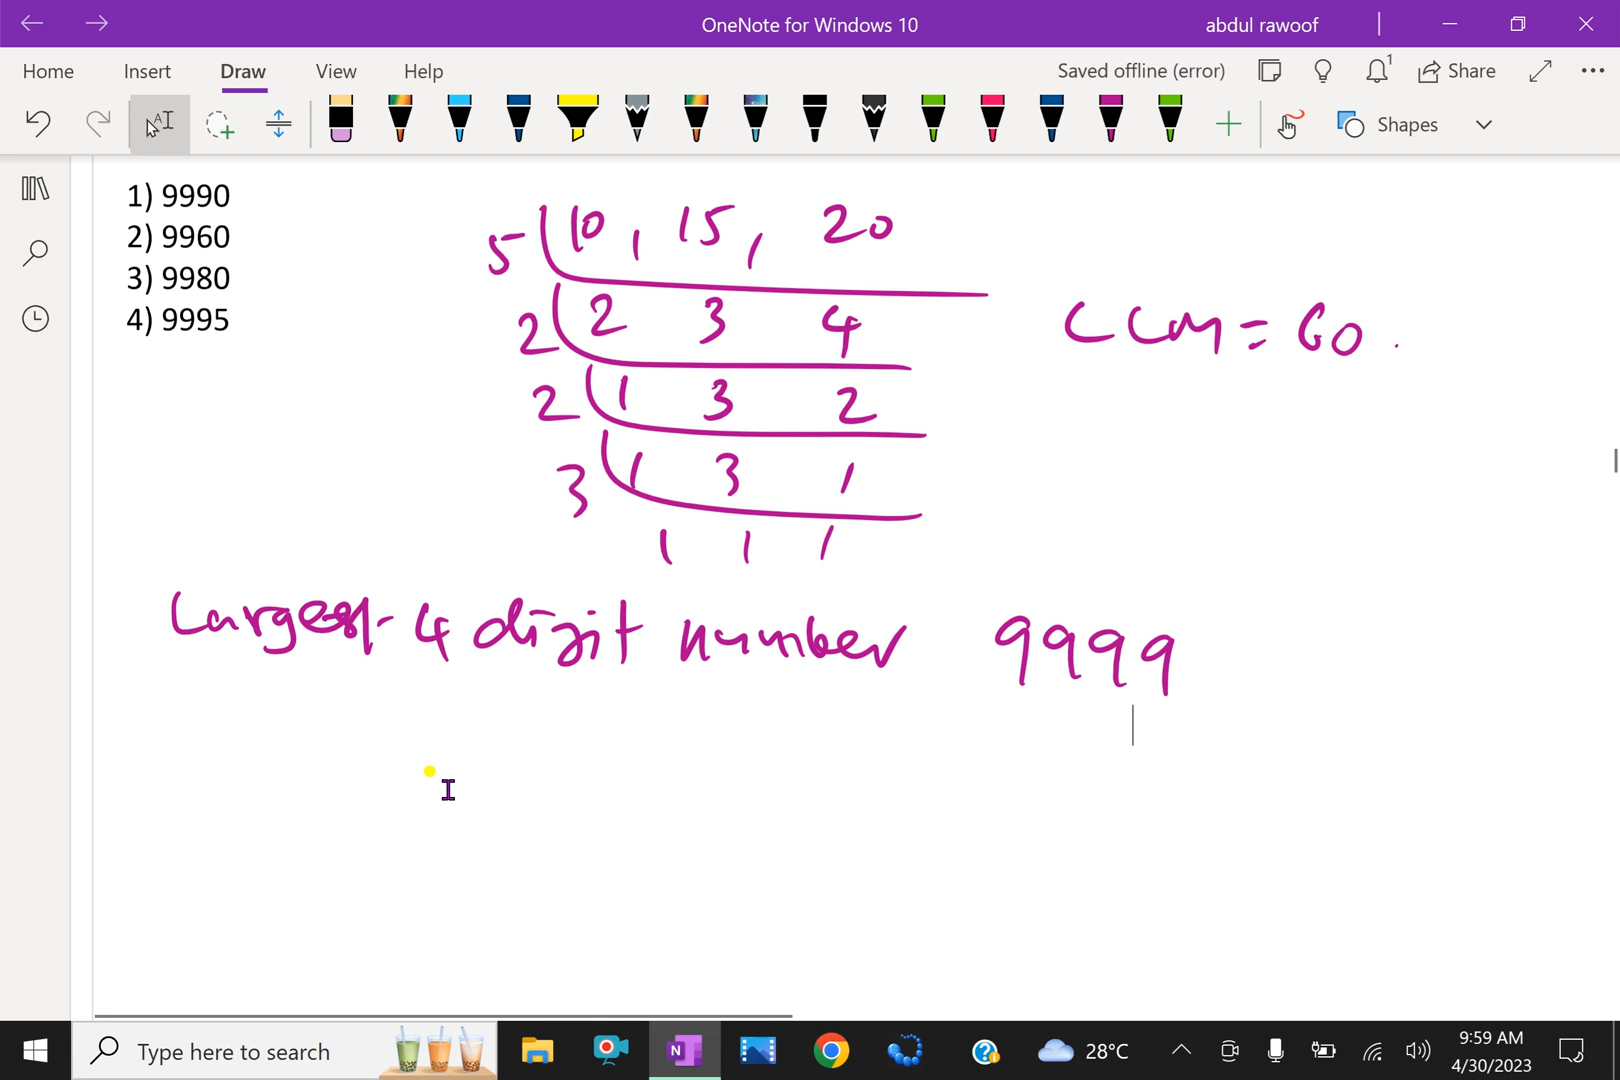 OneNote for Windows 10
abdul rawoof
Home Insert Draw View Help
Saved offline (error)
1
Share
Shapes
1) 9990
2) 9960
3) 9980
4) 9995
5 10, 15, 20
2 2 3 4
LCM = 60.
2 1 3 2
3 1 3 1
1 1 1
Largest 4 digit number 9999
Type here to search
28°C
9:59 AM
4/30/2023